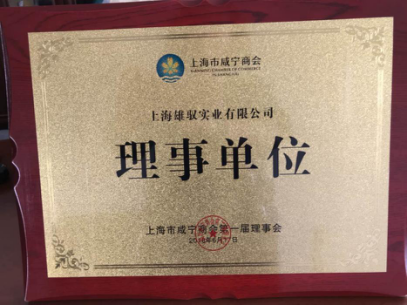 上海市咸宁商会
上海雄驭实业有限公司
理事单位
上海市咸宁商会第一届理事会